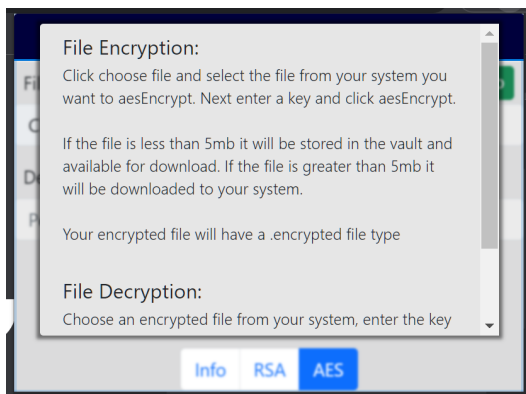 File Encryption:
Click choose file and select the file from your system you
want to aesEncrypt. Next enter a key and click aesEncrypt.
If the file is less than 5mb it will be stored in the vault and
available for download. If the file is greater than 5mb it
will be downloaded to your system.
Your encrypted file will have a .encrypted file type
File Decryption:
Choose an encrypted file from your system, enter the key
Info
RSA
AES